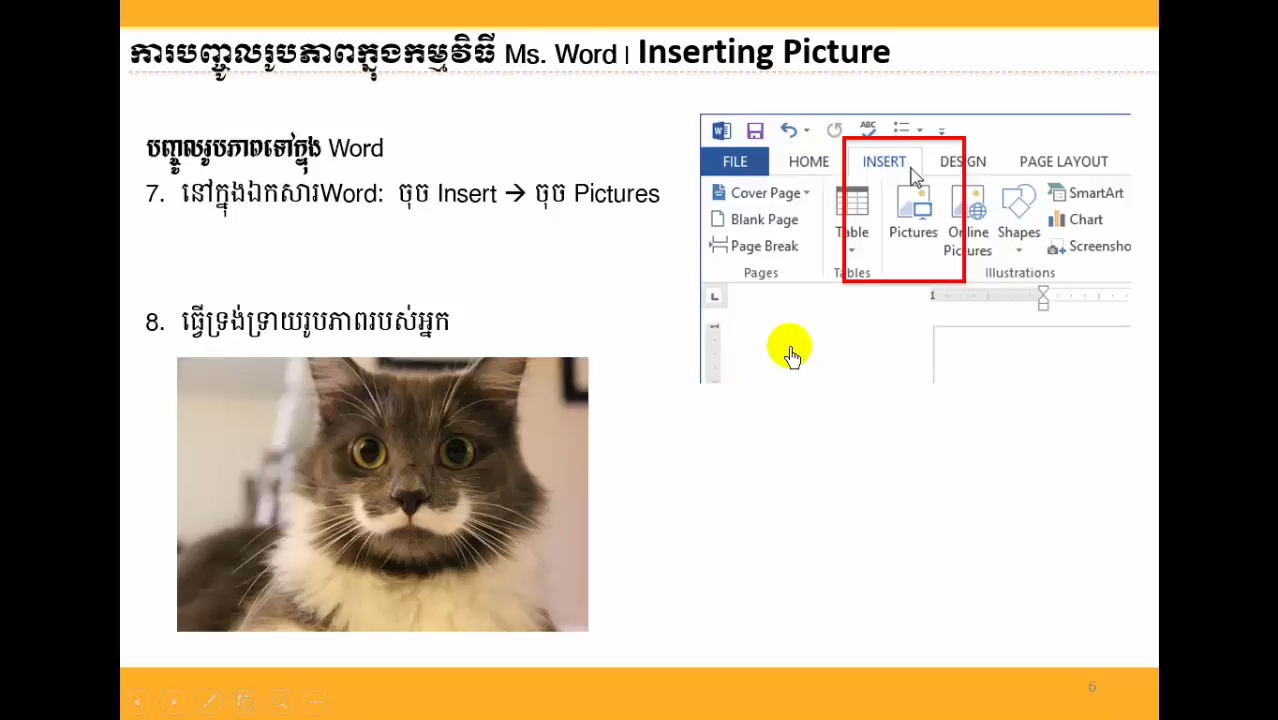 ការបញ្ចូលរូបភាពក្នុងកម្មវិធី Ms. Word | Inserting Picture
បញ្ចូលរូបភាពទៅក្នុង Word
7. នៅក្នុងឯកសារWord: ចុច Insert → ចុច Pictures
8. ធ្វើទ្រង់ទ្រាយរូបភាពរបស់អ្នក
ABC
FILE HOME INSERT DESIGN PAGE LAYOUT
Cover Page
Blank Page
Page Break
Pages
Table
Tables
Pictures
Online Pictures
Shapes
SmartArt
Chart
Screensho
Illustrations
L
1
1
6